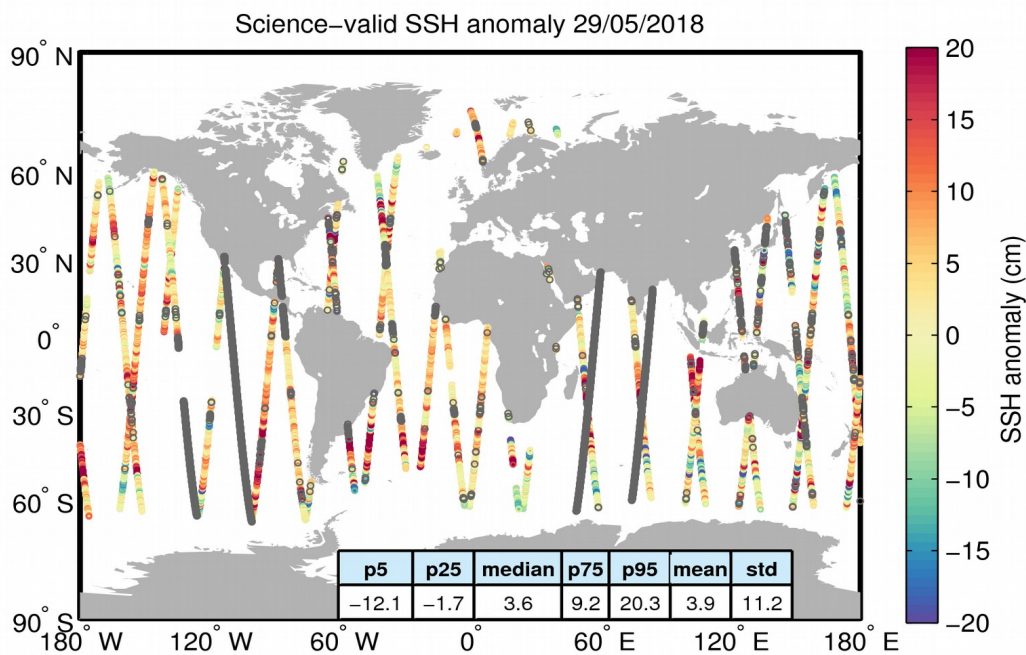 Science−valid SSH anomaly 29/05/2018
90° N
60° N
30° N
0°
30° S
60° S
90° S
180° W
120° W
60° W
0°
60° E
120° E
180° E
p5 p25 median p75 p95 mean std
−12.1 −1.7 3.6 9.2 20.3 3.9 11.2
20
15
10
5
0
−5
−10
−15
−20
SSH anomaly (cm)